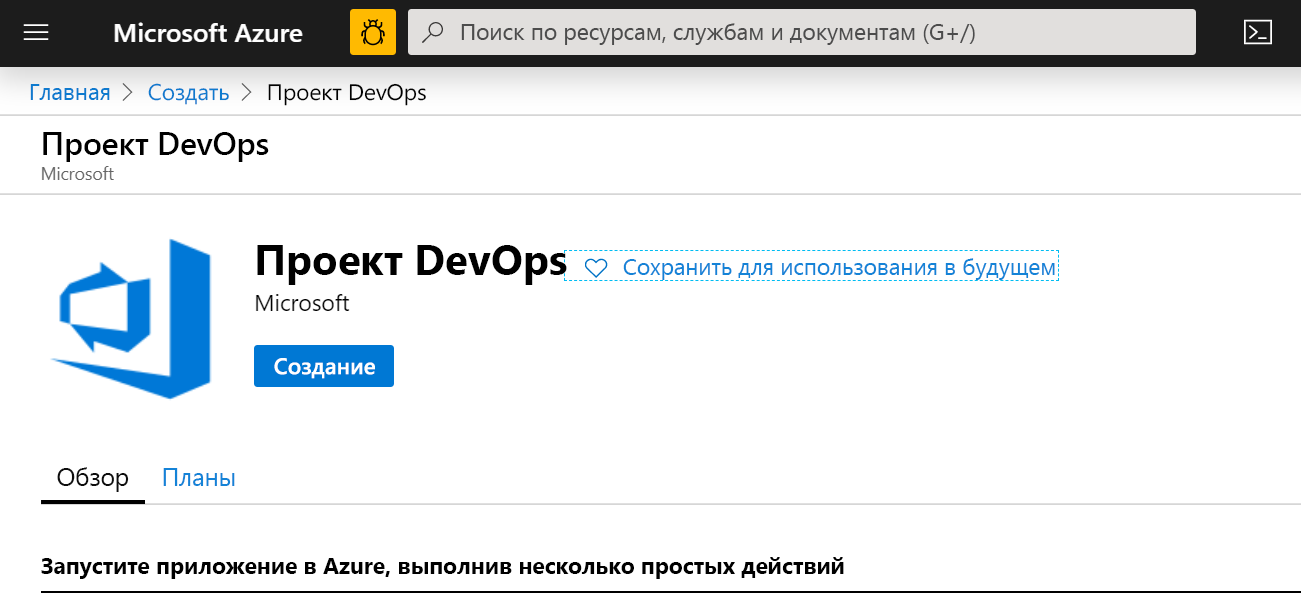 Microsoft Azure
Поиск по ресурсам, службам и документам (G+/)
Главная > Создать > Проект DevOps
Проект DevOps
Microsoft
Проект DevOps
Сохранить для использования в будущем
Microsoft
Создание
Обзор Планы
Запустите приложение в Azure, выполнив несколько простых действий